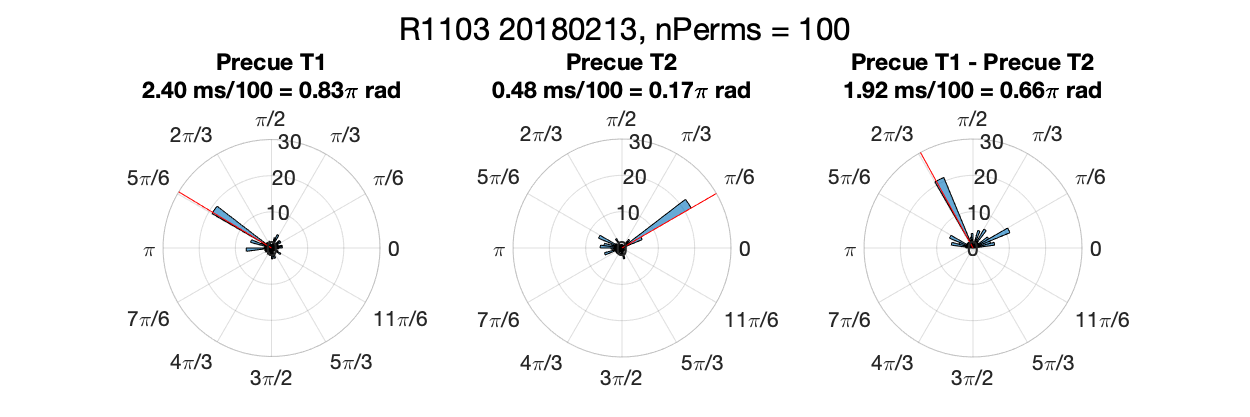 R1103 20180213, nPerms = 100
Precue T1
2.40 ms/100 = 0.83π rad
π/2
2π/3
π/3
5π/6
π/6
π
0
7π/6
11π/6
4π/3
5π/3
3π/2
30
20
10
Precue T2
0.48 ms/100 = 0.17π rad
π/2
2π/3
π/3
5π/6
π/6
π
0
7π/6
11π/6
4π/3
5π/3
3π/2
30
20
10
Precue T1 - Precue T2
1.92 ms/100 = 0.66π rad
π/2
2π/3
π/3
5π/6
π/6
π
0
7π/6
11π/6
4π/3
5π/3
3π/2
30
20
10
0